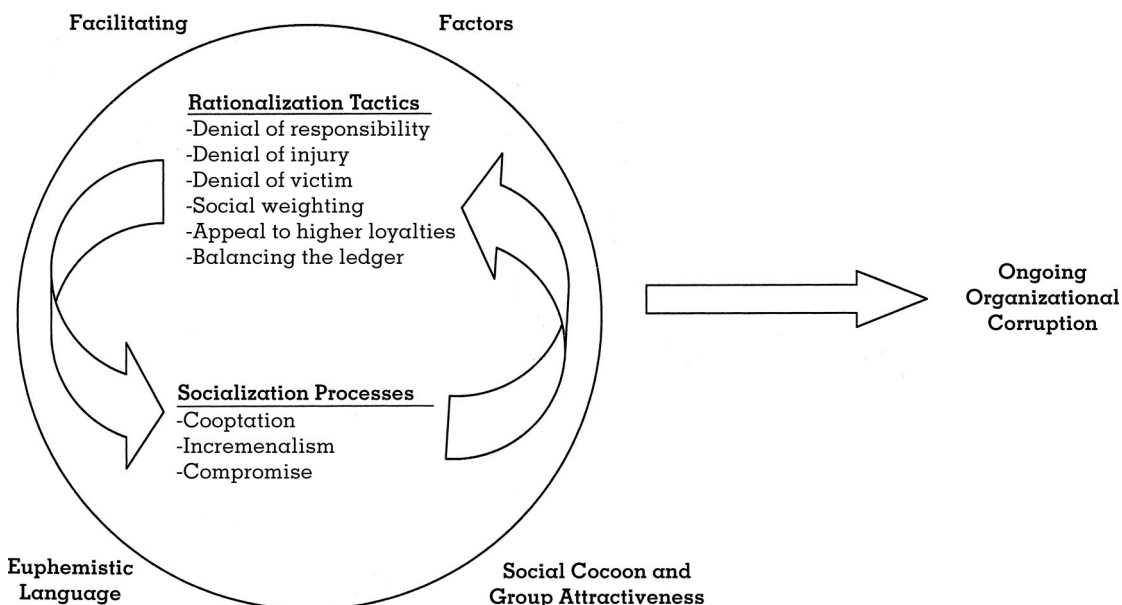 Facilitating Factors
Rationalization Tactics
-Denial of responsibility
-Denial of injury
-Denial of victim
-Social weighting
-Appeal to higher loyalties
-Balancing the ledger
Ongoing
Organizational
Corruption
Socialization Processes
-Cooptation
-Incremenalism
-Compromise
Euphemistic
Language
Social Cocoon and
Group Attractiveness